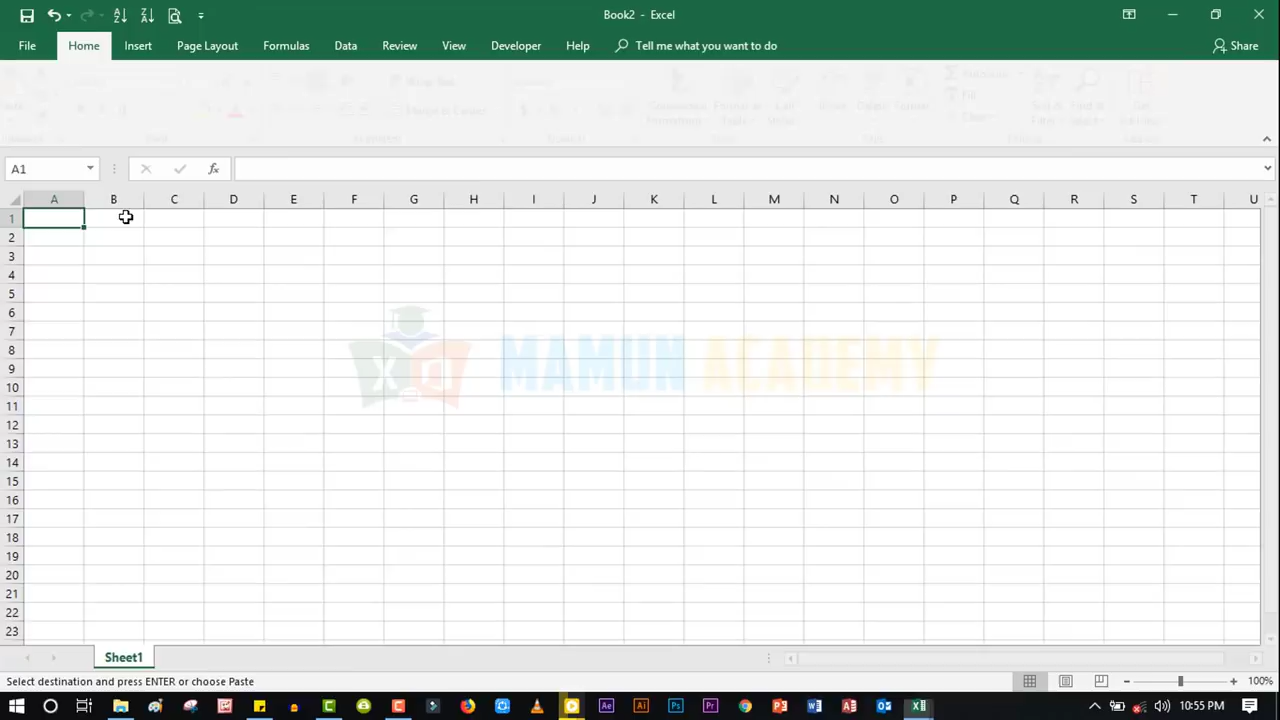 Book2 - Excel
File Home Insert Page Layout Formulas Data Review View Developer Help Tell me what you want to do Share
A1 fx
A B C D E F G H I J K L M N O P Q R S T U
1
2
3
4
5
6
7
8
MAMUN ACADEMY
9
10
11
12
13
14
15
16
17
18
19
20
21
22
23
Sheet1
Select destination and press ENTER or choose Paste 100%
10:55 PM